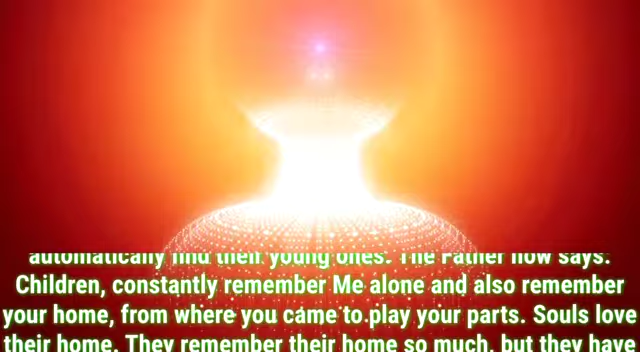 automatically find their young ones. The Father now says:
Children, constantly remember Me alone and also remember
your home, from where you came to play your parts. Souls love
their home. They remember their home so much, but they have